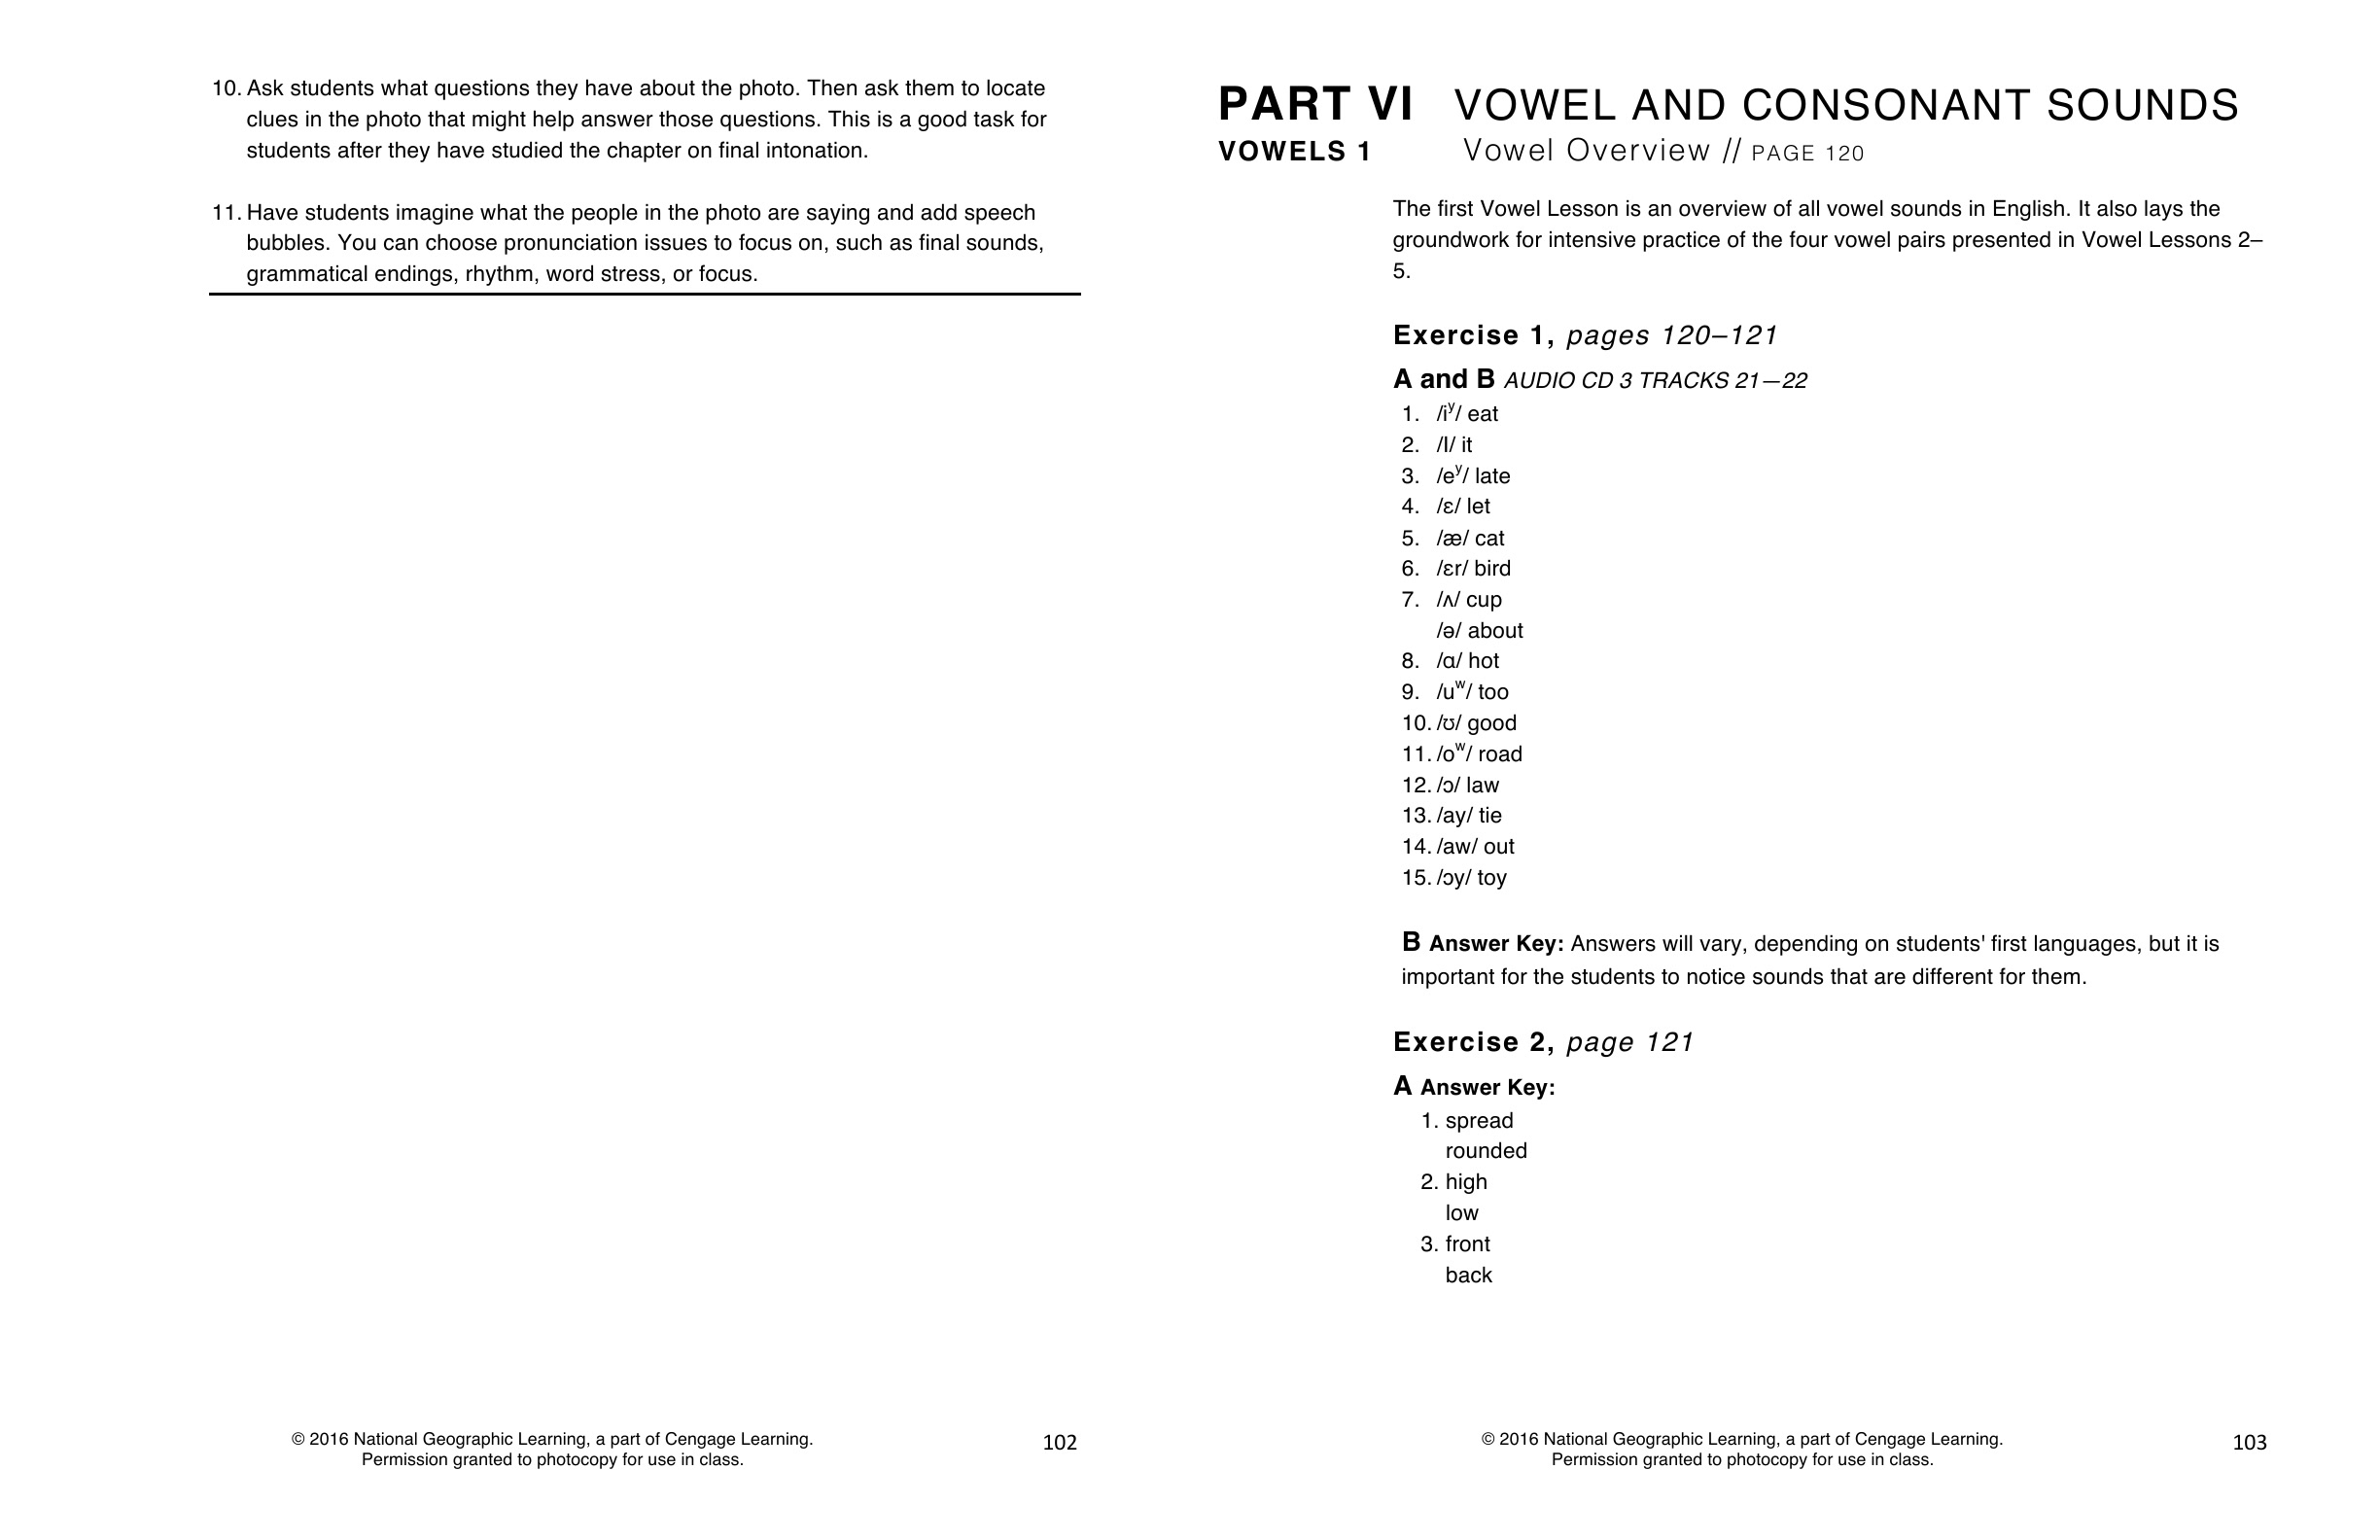 10. Ask students what questions they have about the photo. Then ask them to locate
clues in the photo that might help answer those questions. This is a good task for
students after they have studied the chapter on final intonation.
11. Have students imagine what the people in the photo are saying and add speech
bubbles. You can choose pronunciation issues to focus on, such as final sounds,
grammatical endings, rhythm, word stress, or focus.
© 2016 National Geographic Learning, a part of Cengage Learning.
Permission granted to photocopy for use in class.
102
PART VI VOWEL AND CONSONANT SOUNDS
VOWELS 1 Vowel Overview // PAGE 120
The first Vowel Lesson is an overview of all vowel sounds in English. It also lays the
groundwork for intensive practice of the four vowel pairs presented in Vowel Lessons 2–
5.
Exercise 1, pages 120–121
A and B AUDIO CD 3 TRACKS 21—22
1. /iʸ/ eat
2. /I/ it
3. /eʸ/ late
4. /ɛ/ let
5. /æ/ cat
6. /ɛr/ bird
7. /ʌ/ cup
/ə/ about
8. /ɑ/ hot
9. /uʷ/ too
10. /ʊ/ good
11. /oʷ/ road
12. /ɔ/ law
13. /ay/ tie
14. /aw/ out
15. /ɔy/ toy
B Answer Key: Answers will vary, depending on students' first languages, but it is
important for the students to notice sounds that are different for them.
Exercise 2, page 121
A Answer Key:
1. spread
rounded
2. high
low
3. front
back
© 2016 National Geographic Learning, a part of Cengage Learning.
Permission granted to photocopy for use in class.
103